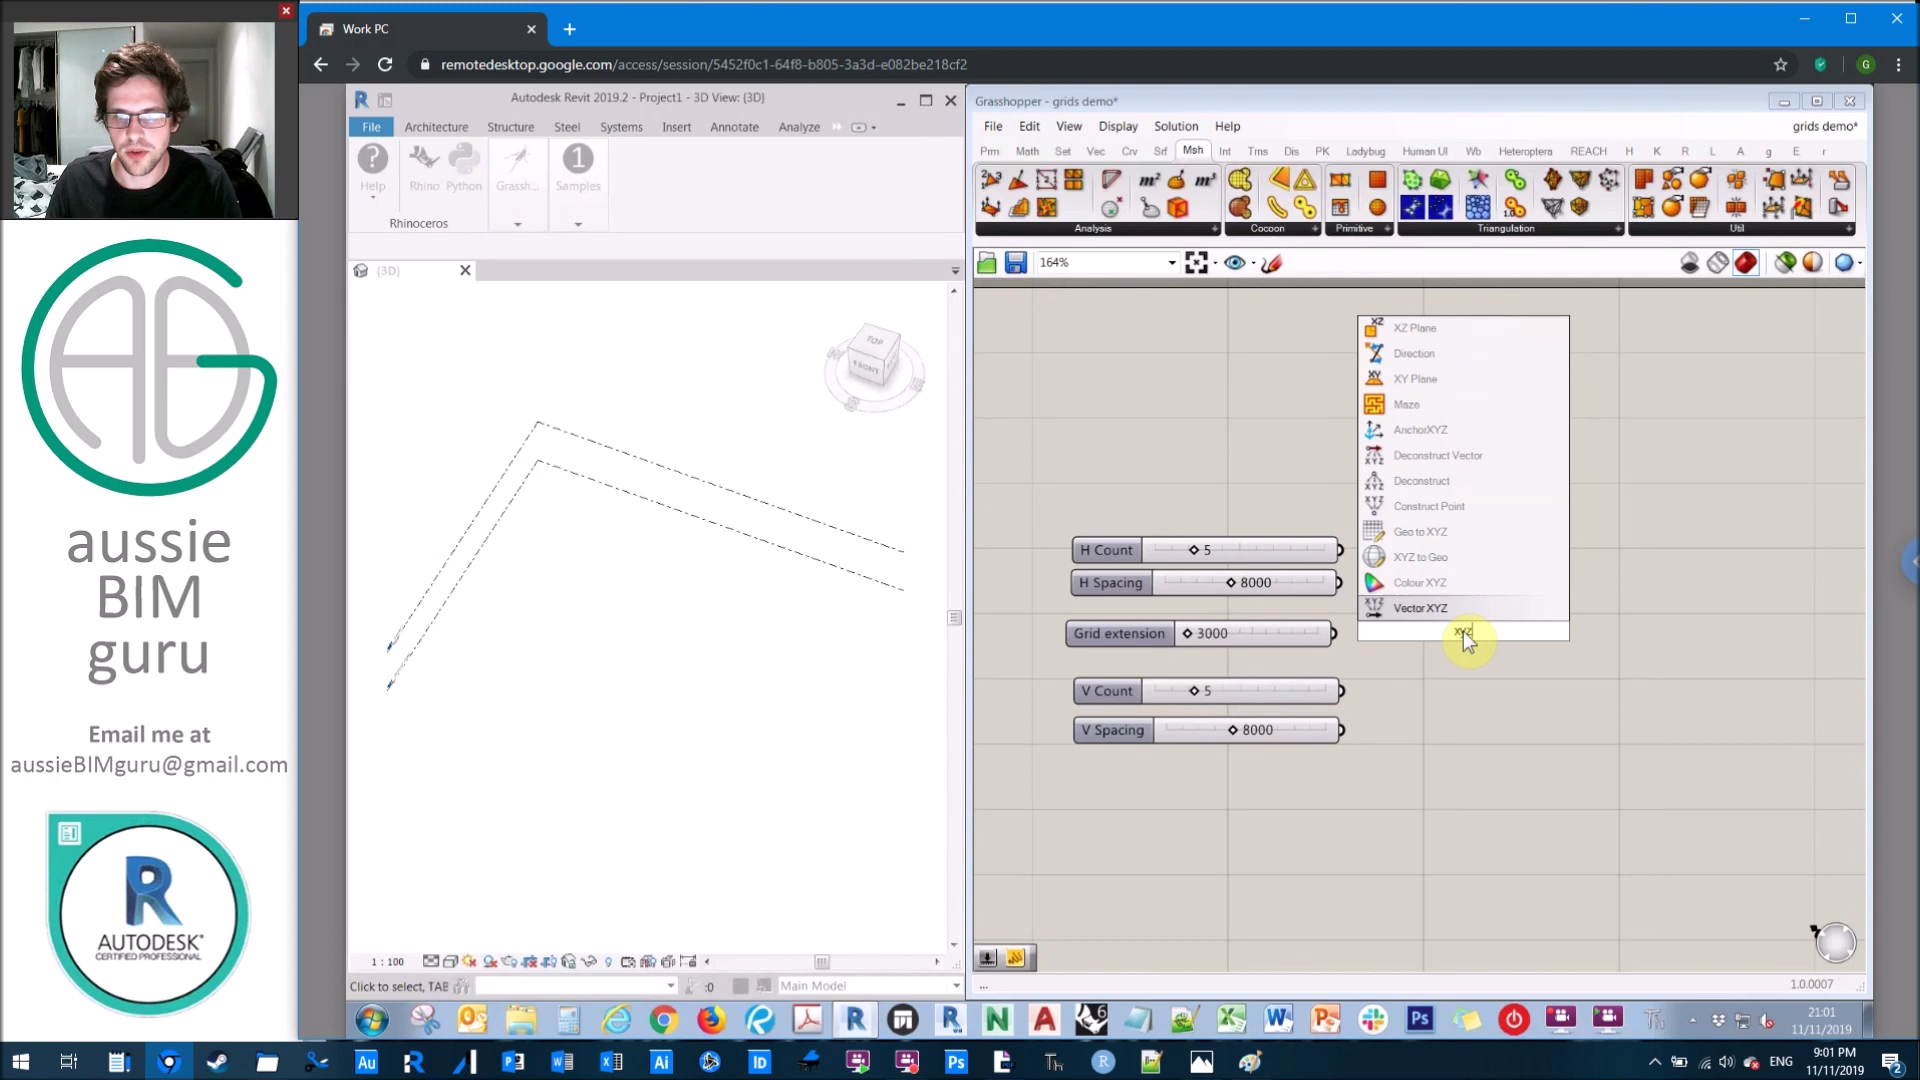 Work PC
remotedesktop.google.com/access/session/5452f0c1-64f8-b805-3a3d-e082be218cf2
G
Autodesk Revit 2019.2 - Project1 - 3D View: {3D}
File Architecture Structure Steel Systems Insert Annotate Analyze
Help Rhino Python Grassh... Samples
Rhinoceros
{3D}
TOP
FRONT
1 : 100
Click to select, TAB
:0
Main Model
Grasshopper - grids demo*
File Edit View Display Solution Help
grids demo*
Prm Math Set Vec Crv Srf Msh Int Trns Dis PK Ladybug Human UI Wb Heteroptera REACH H K R L A g E r
Analysis Cocoon Primitive Triangulation Util
164%
XZ Plane
Direction
XY Plane
Maze
AnchorXYZ
Deconstruct Vector
Deconstruct
Construct Point
Geo to XYZ
XYZ to Geo
Colour XYZ
Vector XYZ
XYZ
H Count 5
H Spacing 8000
Grid extension 3000
V Count 5
V Spacing 8000
...
1.0.0007
aussie
BIM
guru
Email me at
aussieBIMguru@gmail.com
R
AUTODESK®
CERTIFIED PROFESSIONAL
21:01
11/11/2019
ENG
9:01 PM
11/11/2019
2